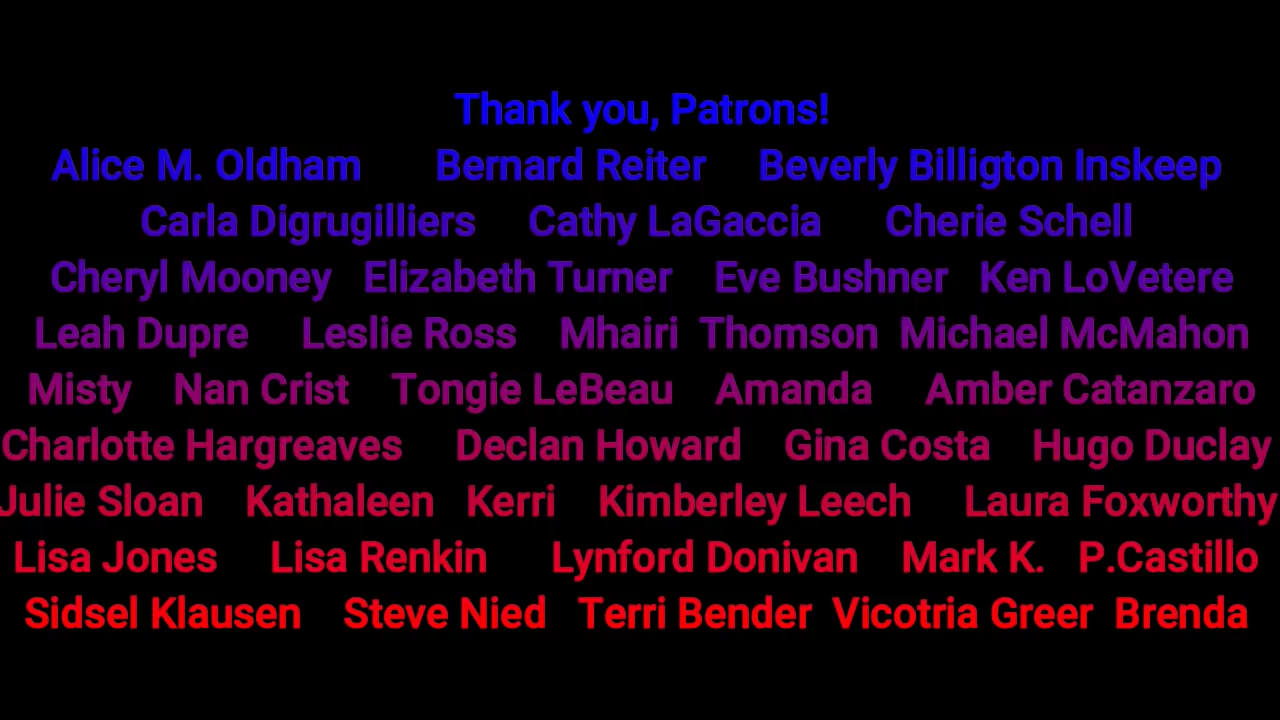 Thank you, Patrons!
Alice M. Oldham Bernard Reiter Beverly Billigton Inskeep
Carla Digrugilliers Cathy LaGaccia Cherie Schell
Cheryl Mooney Elizabeth Turner Eve Bushner Ken LoVetere
Leah Dupre Leslie Ross Mhairi Thomson Michael McMahon
Misty Nan Crist Tongie LeBeau Amanda Amber Catanzaro
Charlotte Hargreaves Declan Howard Gina Costa Hugo Duclay
Julie Sloan Kathaleen Kerri Kimberley Leech Laura Foxworthy
Lisa Jones Lisa Renkin Lynford Donivan Mark K. P.Castillo
Sidsel Klausen Steve Nied Terri Bender Vicotria Greer Brenda